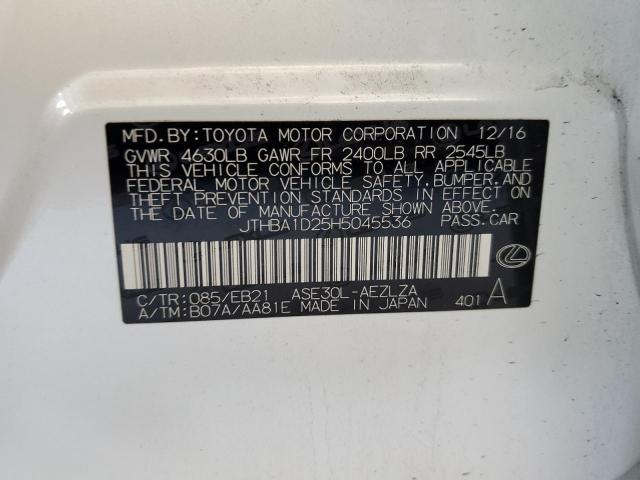 MFD. BY: TOYOTA MOTOR CORPORATION 12/16
GVWR 4630LB GAWR FR 2400LB RR 2545LB
THIS VEHICLE CONFORMS TO ALL APPLICABLE
FEDERAL MOTOR VEHICLE SAFETY, BUMPER, AND
THEFT PREVENTION STANDARDS IN EFFECT ON
THE DATE OF MANUFACTURE SHOWN ABOVE.
JTHBA1D25H5045536 PASS. CAR
C/TR: 085/EB21 ASE30L-AEZLZA
A/TM: B07A/AA81E MADE IN JAPAN 401 A